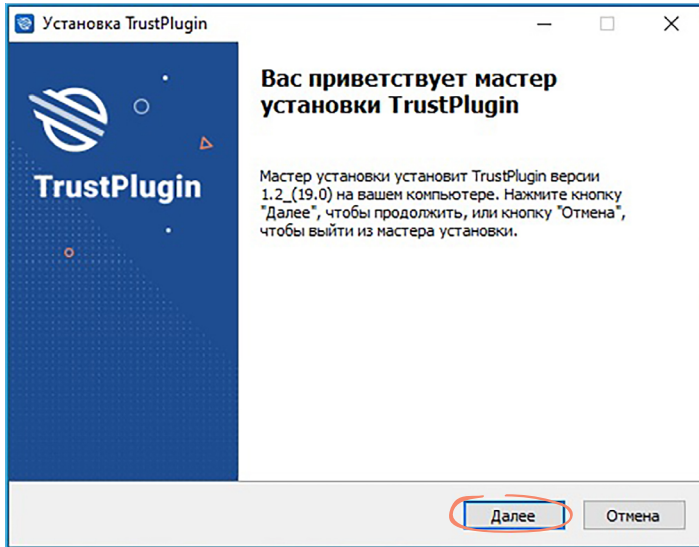 Установка TrustPlugin
TrustPlugin
Вас приветствует мастер
установки TrustPlugin
Мастер установки установит TrustPlugin версии
1.2_(19.0) на вашем компьютере. Нажмите кнопку
"Далее", чтобы продолжить, или кнопку "Отмена",
чтобы выйти из мастера установки.
Далее
Отмена